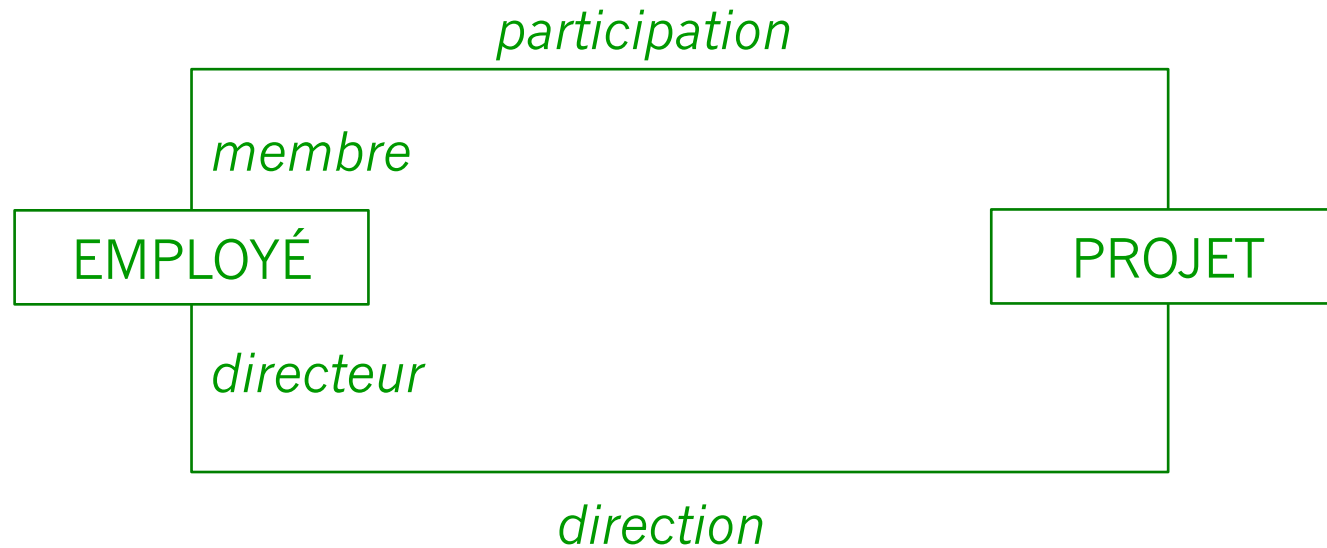 participation
membre
EMPLOYÉ
PROJET
directeur
direction